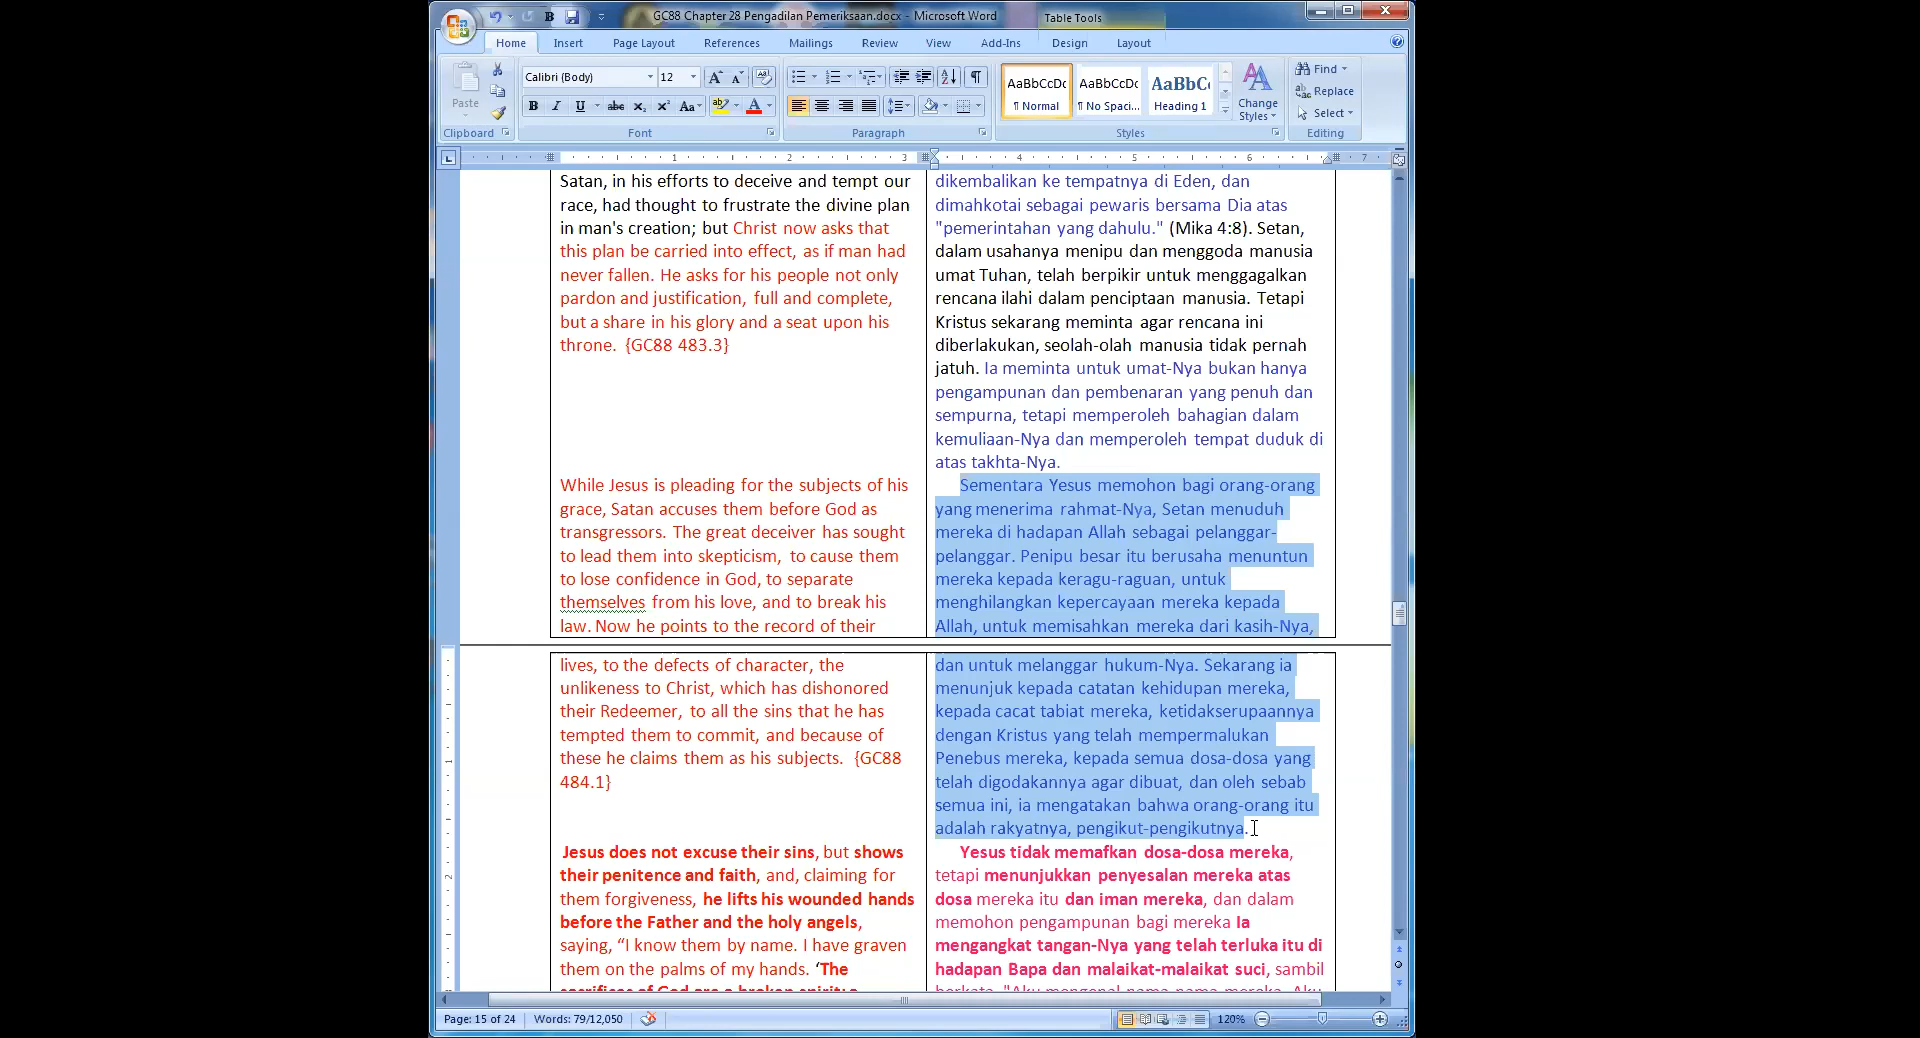 GC88 Chapter 28 Pengadilan Pemeriksaan.docx - Microsoft Word
Table Tools
Home
Insert
Page Layout
References
Mailings
Review
View
Add-Ins
Design
Layout
Paste
Clipboard
Calibri (Body)
12
Font
Paragraph
AaBbCcDc
¶ Normal
AaBbCcDc
¶ No Spaci...
AaBbC
Heading 1
Change Styles
Styles
Find
Replace
Select
Editing
1 2 3 4 5 6 7
Satan, in his efforts to deceive and tempt our
race, had thought to frustrate the divine plan
in man's creation; but Christ now asks that
this plan be carried into effect, as if man had
never fallen. He asks for his people not only
pardon and justification, full and complete,
but a share in his glory and a seat upon his
throne. {GC88 483.3}
While Jesus is pleading for the subjects of his
grace, Satan accuses them before God as
transgressors. The great deceiver has sought
to lead them into skepticism, to cause them
to lose confidence in God, to separate
themselves from his love, and to break his
law. Now he points to the record of their
lives, to the defects of character, the
unlikeness to Christ, which has dishonored
their Redeemer, to all the sins that he has
tempted them to commit, and because of
these he claims them as his subjects. {GC88
484.1}
Jesus does not excuse their sins, but shows
their penitence and faith, and, claiming for
them forgiveness, he lifts his wounded hands
before the Father and the holy angels,
saying, “I know them by name. I have graven
them on the palms of my hands. ‘The
sacrifices of God are a broken spirit; a
dikembalikan ke tempatnya di Eden, dan
dimahkotai sebagai pewaris bersama Dia atas
"pemerintahan yang dahulu." (Mika 4:8). Setan,
dalam usahanya menipu dan menggoda manusia
umat Tuhan, telah berpikir untuk menggagalkan
rencana ilahi dalam penciptaan manusia. Tetapi
Kristus sekarang meminta agar rencana ini
diberlakukan, seolah-olah manusia tidak pernah
jatuh. Ia meminta untuk umat-Nya bukan hanya
pengampunan dan pembenaran yang penuh dan
sempurna, tetapi memperoleh bahagian dalam
kemuliaan-Nya dan memperoleh tempat duduk di
atas takhta-Nya.
Sementara Yesus memohon bagi orang-orang
yang menerima rahmat-Nya, Setan menuduh
mereka di hadapan Allah sebagai pelanggar-
pelanggar. Penipu besar itu berusaha menuntun
mereka kepada keragu-raguan, untuk
menghilangkan kepercayaan mereka kepada
Allah, untuk memisahkan mereka dari kasih-Nya,
dan untuk melanggar hukum-Nya. Sekarang ia
menunjuk kepada catatan kehidupan mereka,
kepada cacat tabiat mereka, ketidakserupaannya
dengan Kristus yang telah mempermalukan
Penebus mereka, kepada semua dosa-dosa yang
telah digodakannya agar dibuat, dan oleh sebab
semua ini, ia mengatakan bahwa orang-orang itu
adalah rakyatnya, pengikut-pengikutnya.
Yesus tidak memafkan dosa-dosa mereka,
tetapi menunjukkan penyesalan mereka atas
dosa mereka itu dan iman mereka, dan dalam
memohon pengampunan bagi mereka Ia
mengangkat tangan-Nya yang telah terluka itu di
hadapan Bapa dan malaikat-malaikat suci, sambil
berkata, "Aku mengenal nama-nama mereka. Aku
Page: 15 of 24
Words: 79/12,050
120%